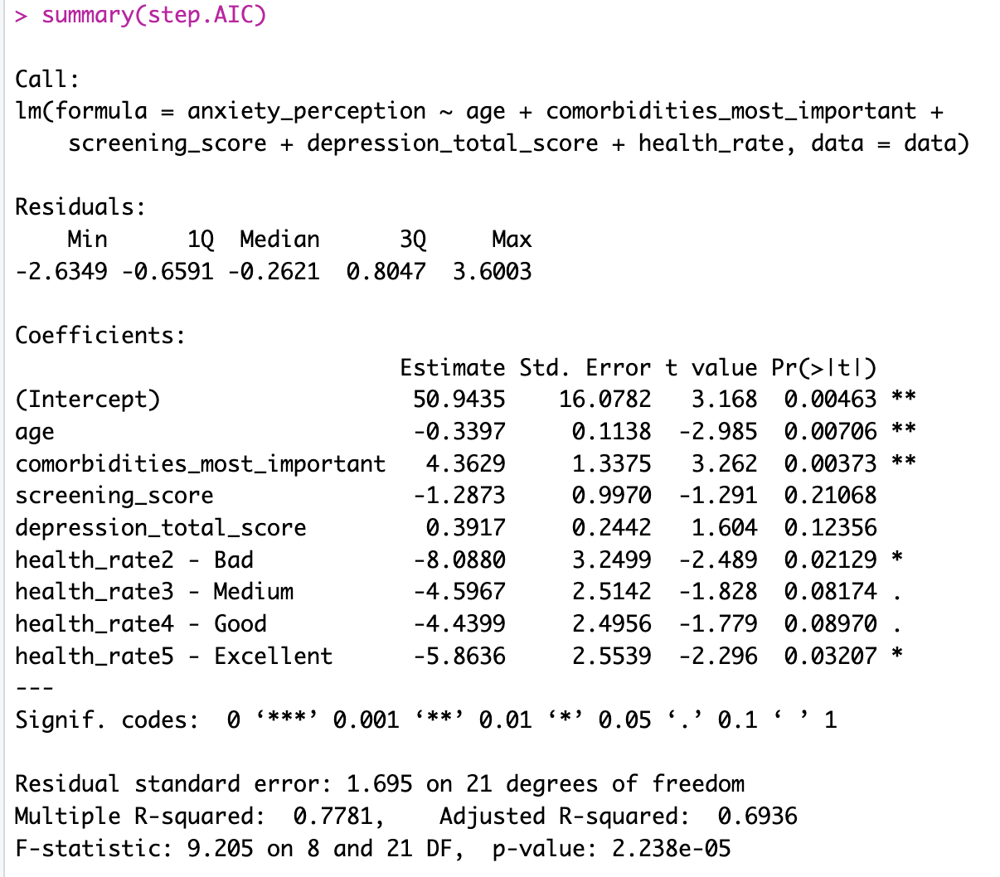 > summary(step.AIC)
Call:
lm(formula = anxiety_perception ~ age + comorbidities_most_important +
    screening_score + depression_total_score + health_rate, data = data)
Residuals:
    Min      1Q  Median      3Q     Max
-2.6349 -0.6591 -0.2621  0.8047  3.6003
Coefficients:
                             Estimate Std. Error t value Pr(>|t|)
(Intercept)                   50.9435    16.0782   3.168  0.00463 **
age                           -0.3397     0.1138  -2.985  0.00706 **
comorbidities_most_important   4.3629     1.3375   3.262  0.00373 **
screening_score               -1.2873     0.9970  -1.291  0.21068
depression_total_score         0.3917     0.2442   1.604  0.12356
health_rate2 - Bad            -8.0880     3.2499  -2.489  0.02129 *
health_rate3 - Medium         -4.5967     2.5142  -1.828  0.08174 .
health_rate4 - Good           -4.4399     2.4956  -1.779  0.08970 .
health_rate5 - Excellent      -5.8636     2.5539  -2.296  0.03207 *
---
Signif. codes:  0 ‘***’ 0.001 ‘**’ 0.01 ‘*’ 0.05 ‘.’ 0.1 ‘ ’ 1
Residual standard error: 1.695 on 21 degrees of freedom
Multiple R-squared:  0.7781,    Adjusted R-squared:  0.6936
F-statistic: 9.205 on 8 and 21 DF,  p-value: 2.238e-05